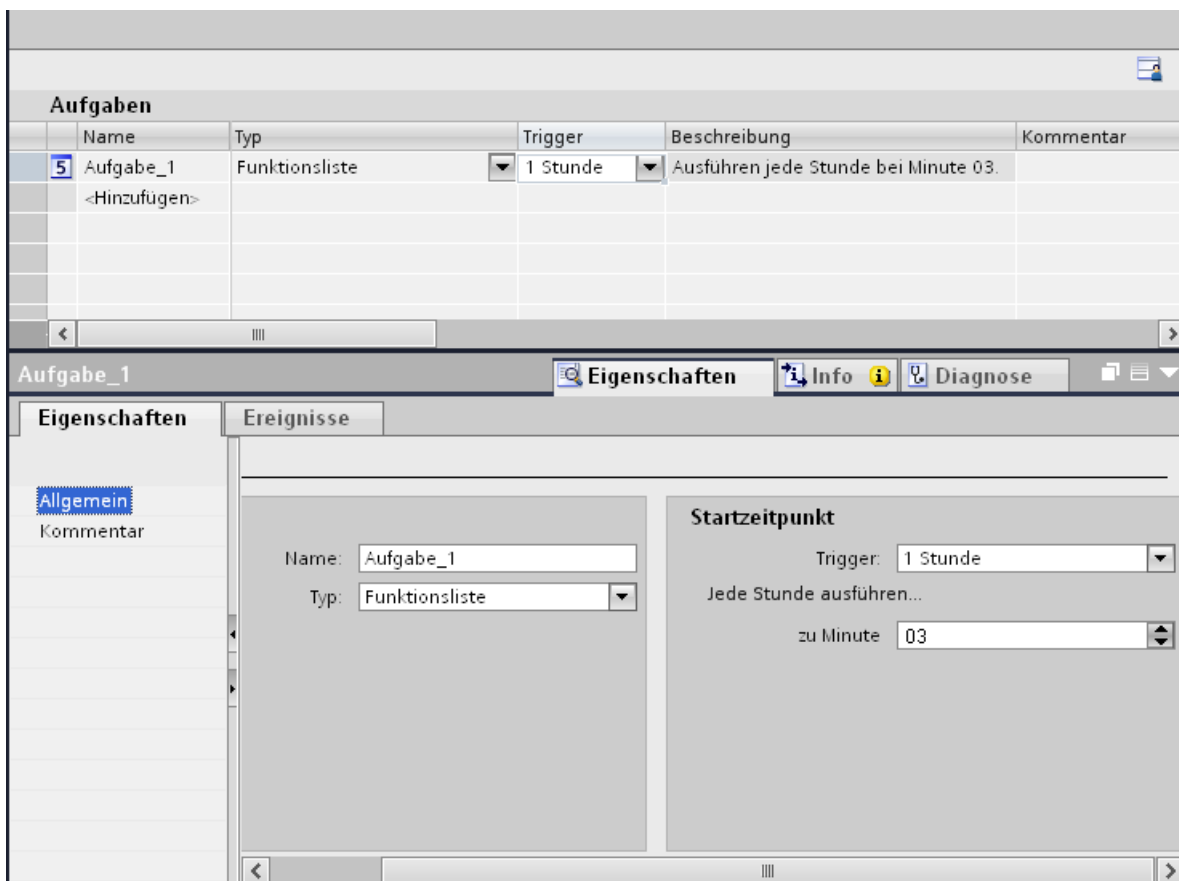 Aufgaben
Name Typ Trigger Beschreibung Kommentar
5 Aufgabe_1 Funktionsliste 1 Stunde Ausführen jede Stunde bei Minute 03.
<Hinzufügen>
Aufgabe_1 Eigenschaften Info Diagnose
Eigenschaften Ereignisse
Allgemein
Kommentar
Name: Aufgabe_1
Typ: Funktionsliste
Startzeitpunkt
Trigger: 1 Stunde
Jede Stunde ausführen...
zu Minute 03